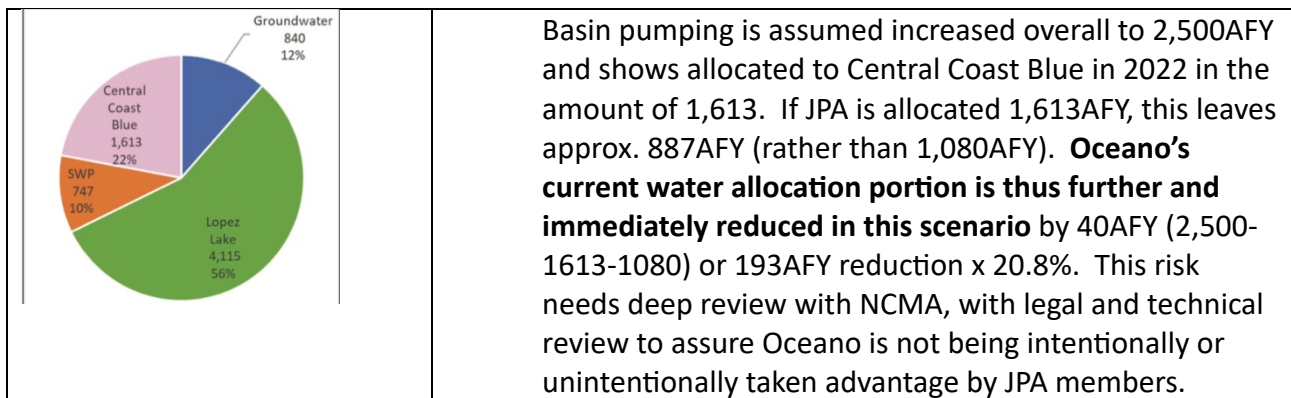 Groundwater
840
12%
Central
Coast
Blue
1,613
22%
SWP
747
10%
Lopez
Lake
4,115
56%
Basin pumping is assumed increased overall to 2,500AFY
and shows allocated to Central Coast Blue in 2022 in the
amount of 1,613.  If JPA is allocated 1,613AFY, this leaves
approx. 887AFY (rather than 1,080AFY).  Oceano’s
current water allocation portion is thus further and
immediately reduced in this scenario by 40AFY (2,500-
1613-1080) or 193AFY reduction x 20.8%.  This risk
needs deep review with NCMA, with legal and technical
review to assure Oceano is not being intentionally or
unintentionally taken advantage by JPA members.